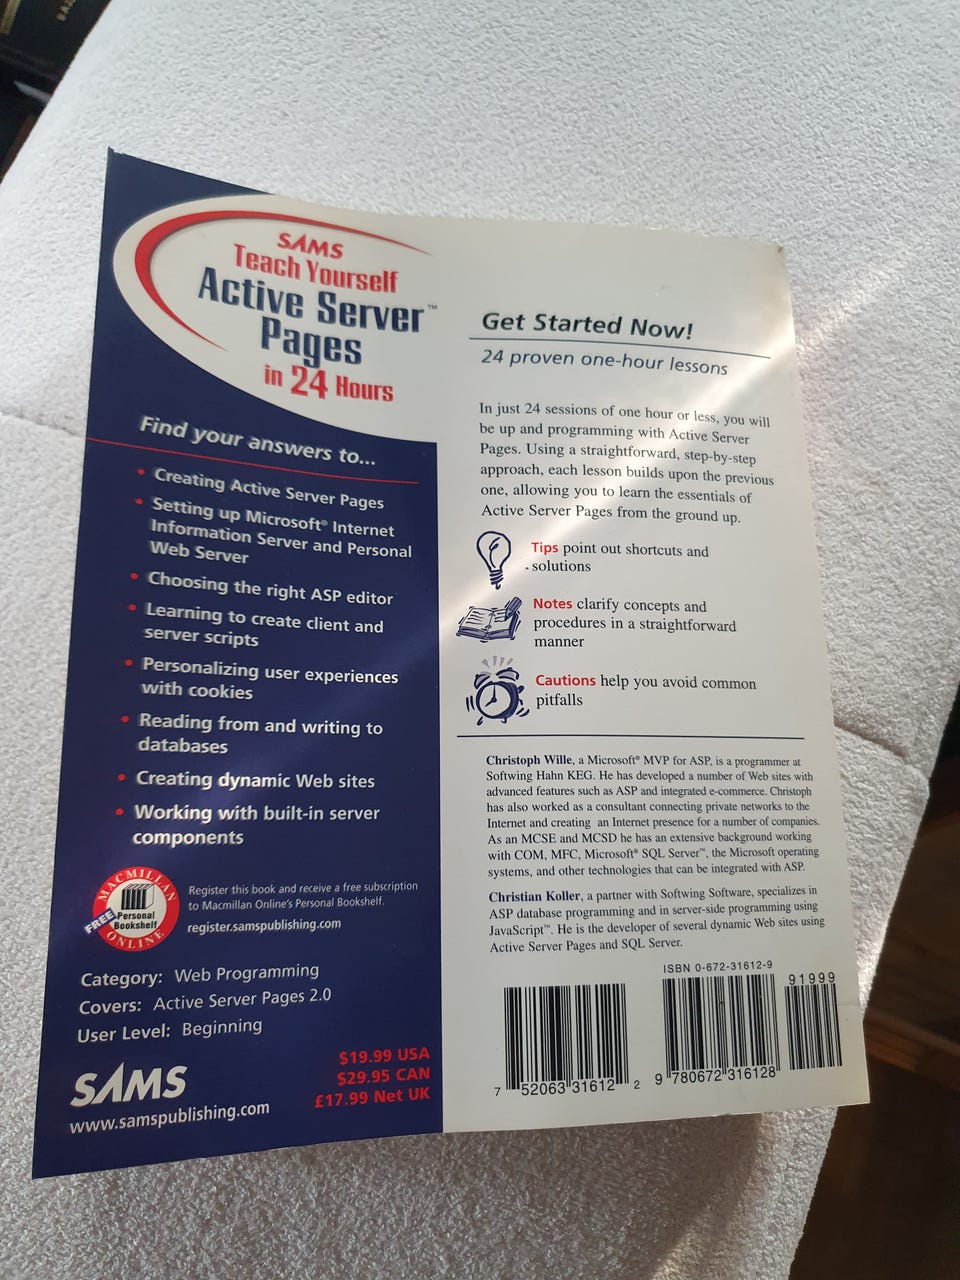 SAMS
Teach Yourself
Active Server™
Pages
in 24 Hours
Find your answers to...
• Creating Active Server Pages
• Setting up Microsoft® Internet
Information Server and Personal
Web Server
• Choosing the right ASP editor
• Learning to create client and
server scripts
• Personalizing user experiences
with cookies
• Reading from and writing to
databases
• Creating dynamic Web sites
• Working with built-in server
components
MACMILLAN
FREE
Personal
Bookshelf
ONLINE
Register this book and receive a free subscription
to Macmillan Online's Personal Bookshelf.
register.samspublishing.com
Category: Web Programming
Covers: Active Server Pages 2.0
User Level: Beginning
SAMS
www.samspublishing.com
$19.99 USA
$29.95 CAN
£17.99 Net UK
Get Started Now!
24 proven one-hour lessons
In just 24 sessions of one hour or less, you will
be up and programming with Active Server
Pages. Using a straightforward, step-by-step
approach, each lesson builds upon the previous
one, allowing you to learn the essentials of
Active Server Pages from the ground up.
Tips point out shortcuts and
solutions
Notes clarify concepts and
procedures in a straightforward
manner
Cautions help you avoid common
pitfalls
Christoph Wille, a Microsoft® MVP for ASP, is a programmer at
Softwing Hahn KEG. He has developed a number of Web sites with
advanced features such as ASP and integrated e-commerce. Christoph
has also worked as a consultant connecting private networks to the
Internet and creating an Internet presence for a number of companies.
As an MCSE and MCSD he has an extensive background working
with COM, MFC, Microsoft® SQL Server™, the Microsoft operating
systems, and other technologies that can be integrated with ASP.
Christian Koller, a partner with Softwing Software, specializes in
ASP database programming and in server-side programming using
JavaScript™. He is the developer of several dynamic Web sites using
Active Server Pages and SQL Server.
ISBN 0-672-31612-9
91999
7 52063 31612 2
9 780672 316128